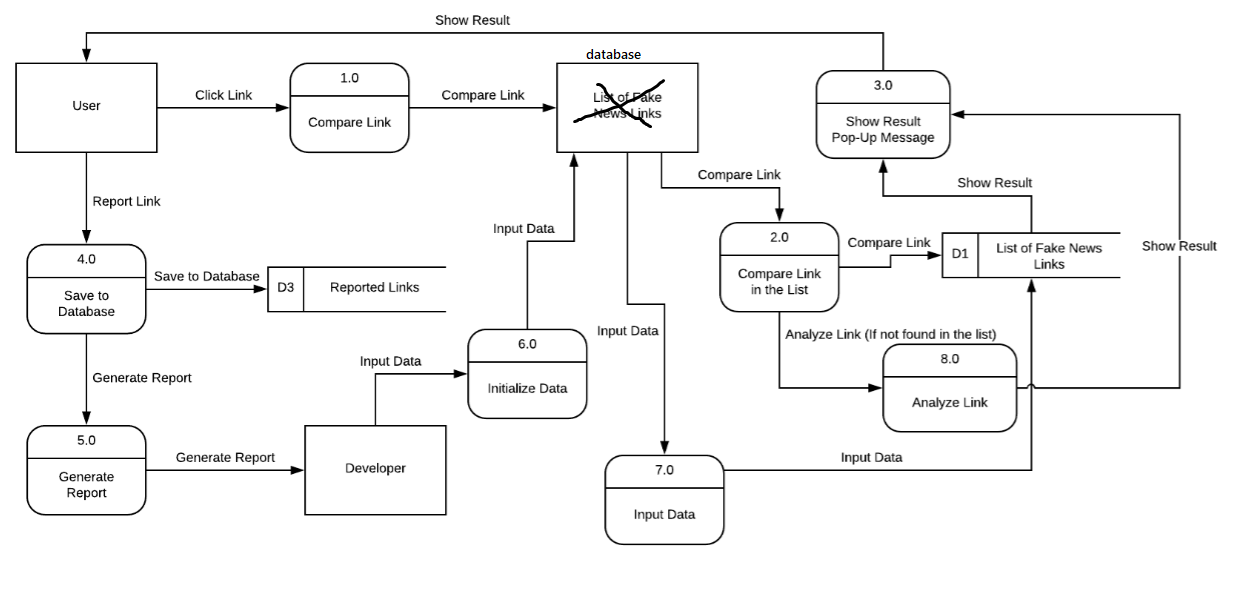 Show Result
database
User
Click Link
1.0
Compare Link
Compare Link
List of Fake
News Links
3.0
Show Result
Pop-Up Message
Report Link
Compare Link
Show Result
4.0
Save to
Database
Save to Database
D3
Reported Links
Input Data
2.0
Compare Link
in the List
Compare Link
D1
List of Fake News
Links
Show Result
Generate Report
Input Data
6.0
Initialize Data
Input Data
Analyze Link (If not found in the list)
8.0
Analyze Link
5.0
Generate
Report
Generate Report
Developer
7.0
Input Data
Input Data